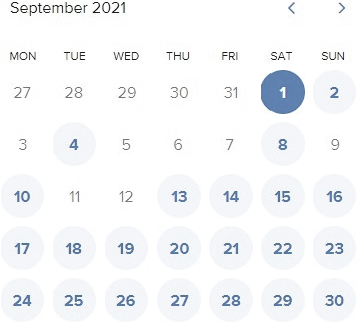 September 2021 < >
MON TUE WED THU FRI SAT SUN
27 28 29 30 31 1 2
3 4 5 6 7 8 9
10 11 12 13 14 15 16
17 18 19 20 21 22 23
24 25 26 27 28 29 30